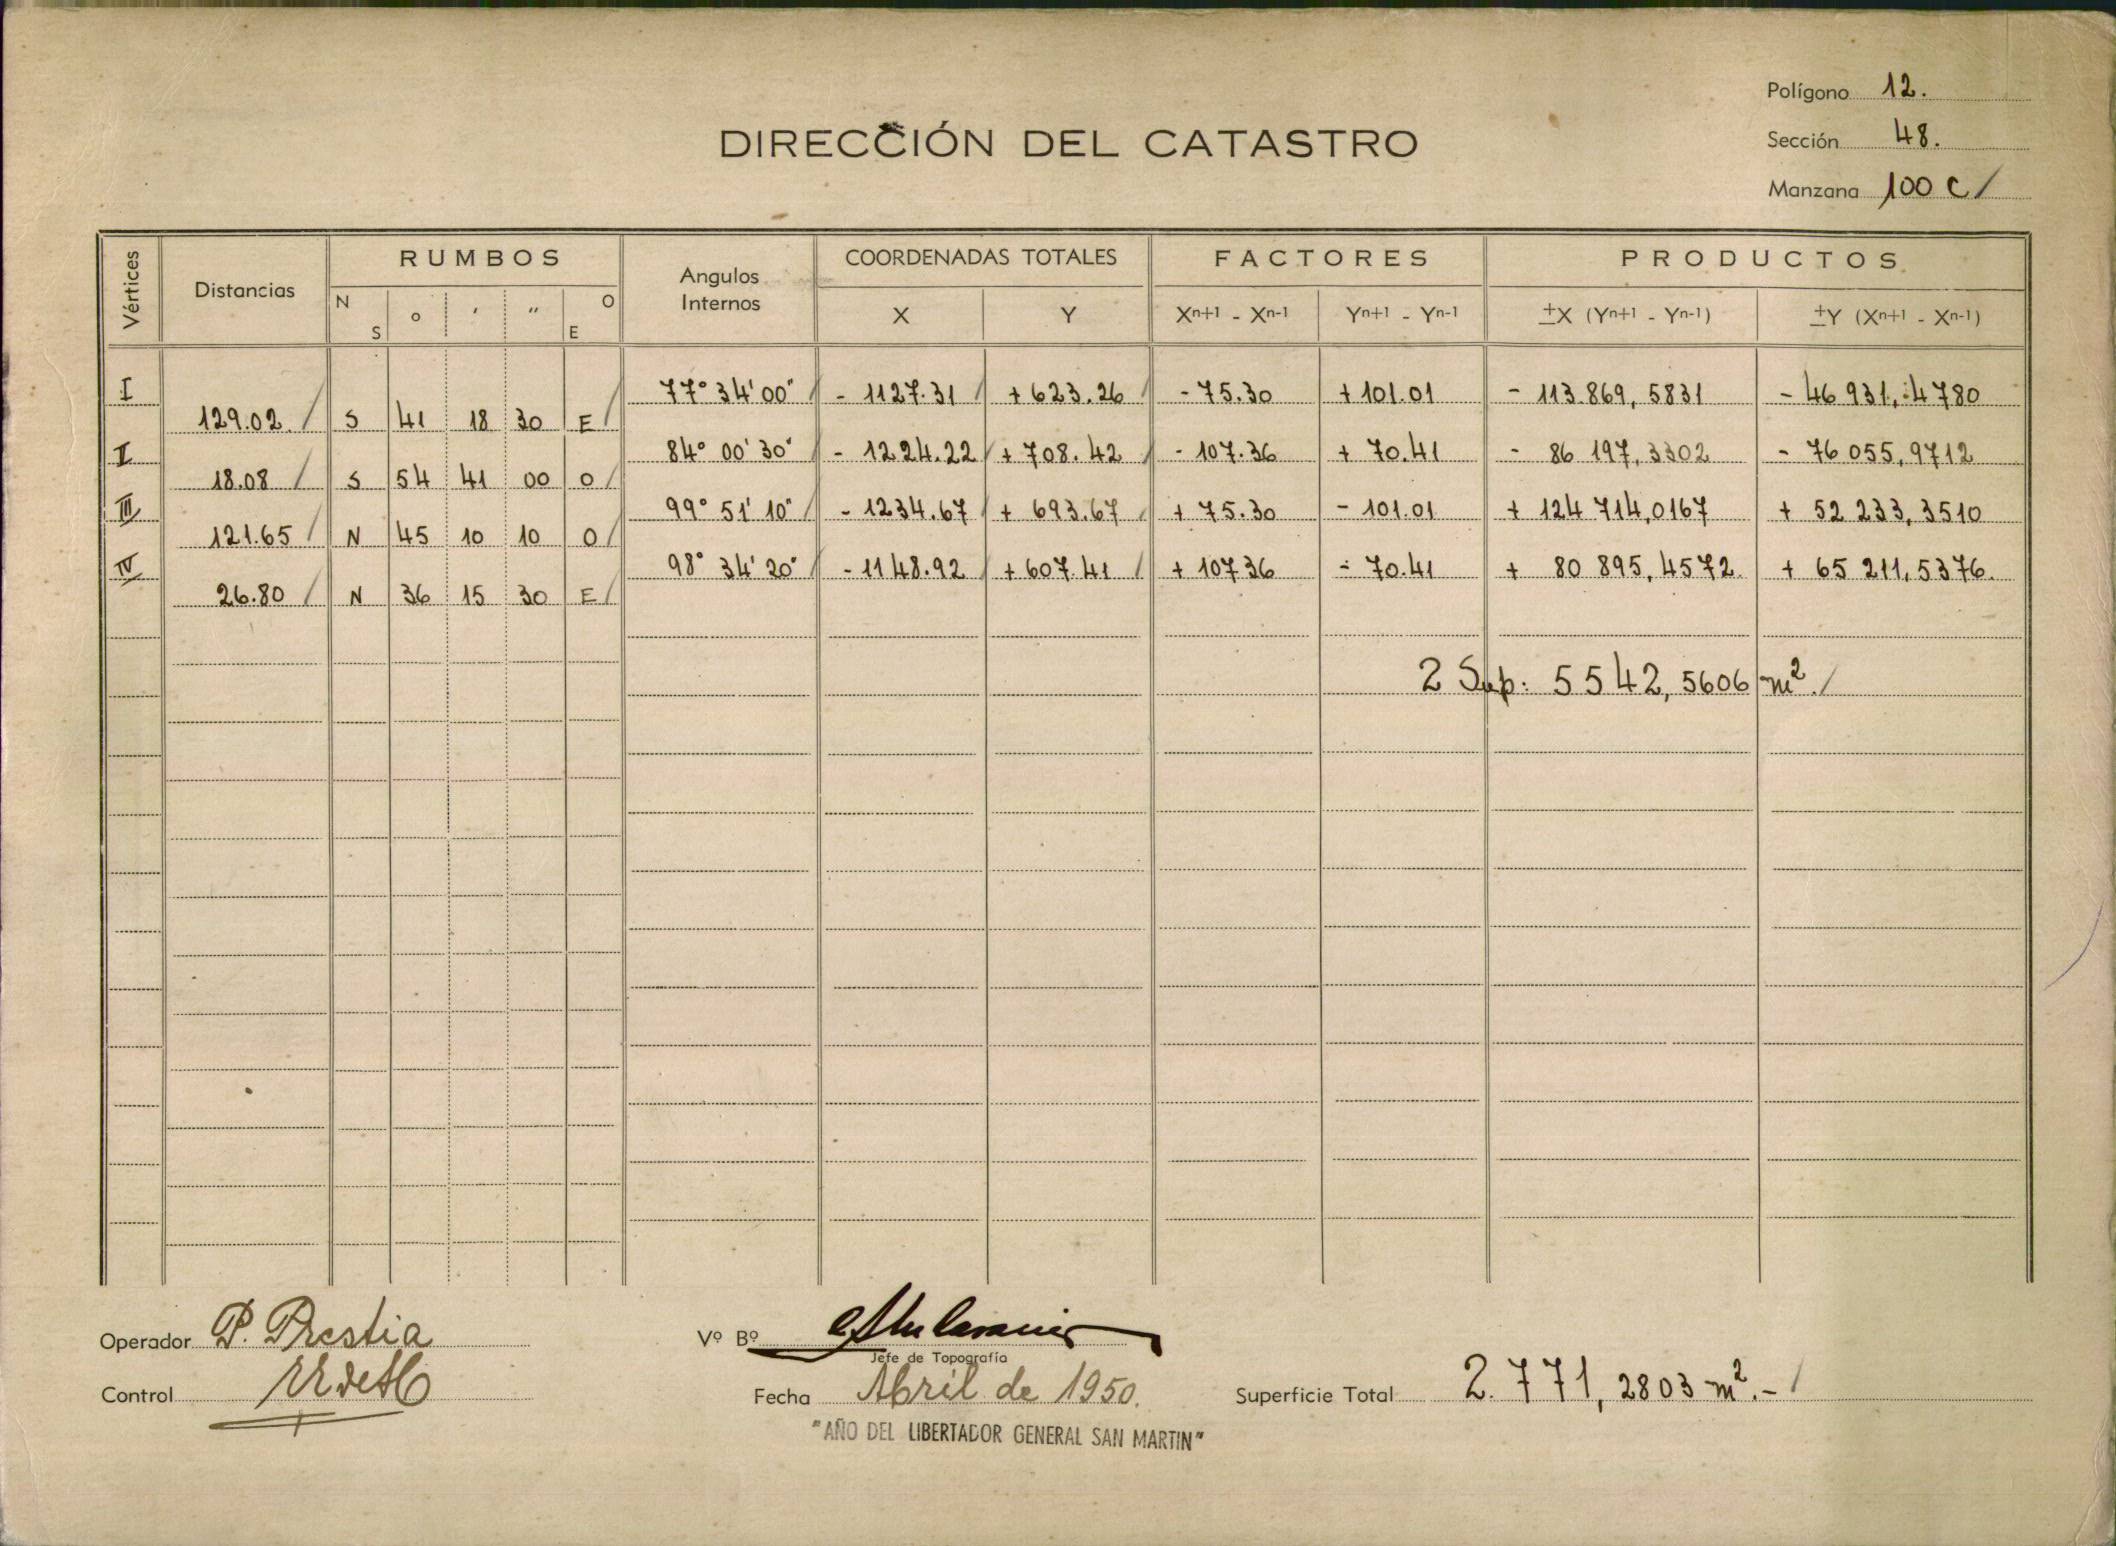 Polígono 12.
DIRECCIÓN DEL CATASTRO
Sección 48.
Manzana 100 C /
Vértices Distancias RUMBOS Angulos Internos COORDENADAS TOTALES FACTORES PRODUCTOS
N S o ′ ″ O E X Y Xn+1 - Xn-1 Yn+1 - Yn-1 ±X (Yn+1 - Yn-1) ±Y (Xn+1 - Xn-1)
I 77° 34' 00" / - 1127.31 / + 623.26 / - 75.30 + 101.01 - 113.869,5831 - 46 931,4780
129.02. / S 41 18 30 E /
II 84° 00' 30" / - 1224.22 / + 708.42 / - 107.36 + 70.41 - 86 197,3302 - 76 055,9712
18.08 / S 54 41 00 O /
III 99° 51' 10" / - 1234.67 / + 693.67 / + 75.30 - 101.01 + 124 714,0167 + 52 233,3510
121.65 / N 45 10 10 O /
IV 98° 34' 20" / - 1148.92 / + 607.41 / + 107.36 - 70.41 + 80 895,4572. + 65 211,5376.
26.80 / N 36 15 30 E /
2 Sup: 5542,5606 m². /
Operador P. Prestia
Vº Bº
Jefe de Topografía
Control
Fecha Abril de 1950.
Superficie Total 2.771,2803 m².- /
"AÑO DEL LIBERTADOR GENERAL SAN MARTIN"